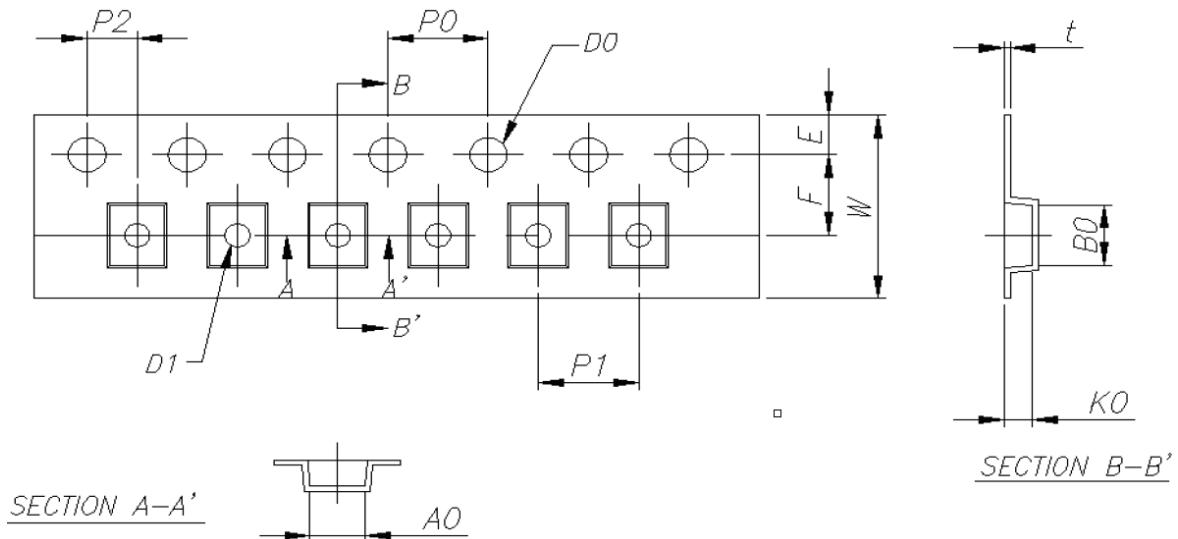 P2
P0
D0
t
B
E
F
W
B0
A
A'
B'
D1
P1
K0
SECTION B-B'
SECTION A-A'
A0